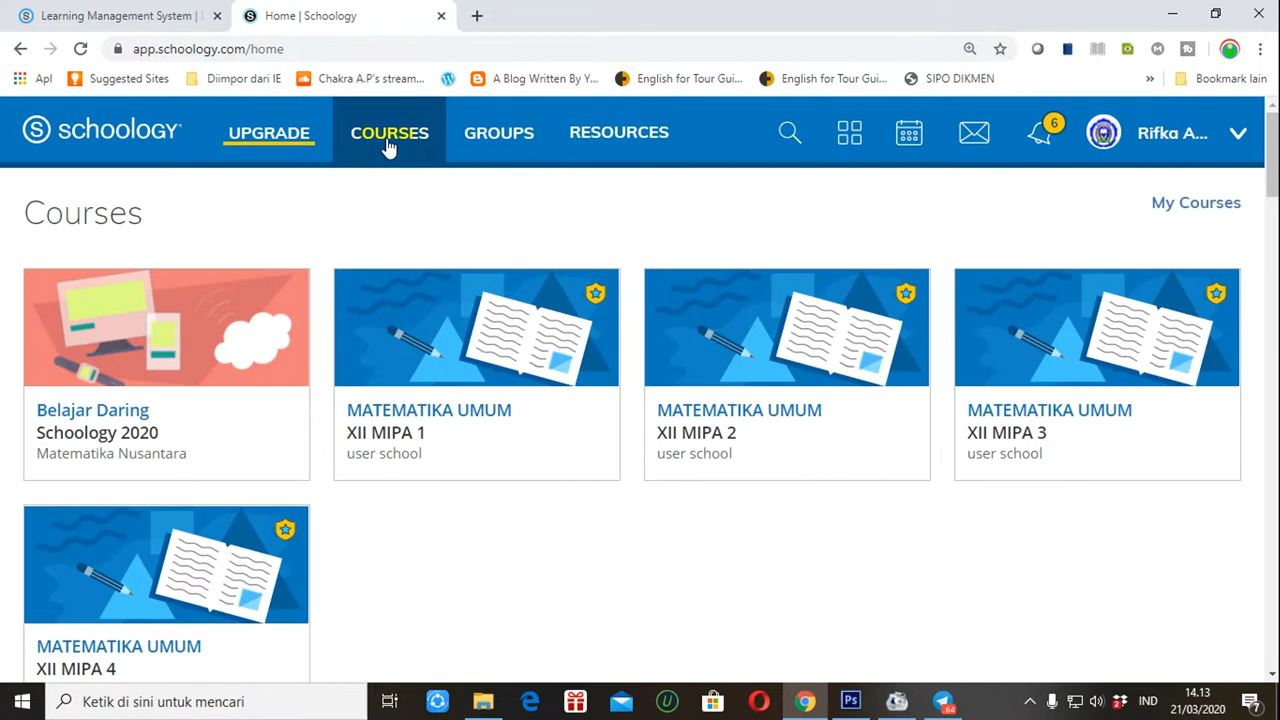 Learning Management System |
Home | Schoology
app.schoology.com/home
Apl
Suggested Sites
Diimpor dari IE
Chakra A.P's stream...
A Blog Written By Y...
English for Tour Gui...
English for Tour Gui...
SIPO DIKMEN
»
Bookmark lain
S schoology
UPGRADE
COURSES
GROUPS
RESOURCES
6
Rifka A...
Courses
My Courses
Belajar Daring
Schoology 2020
Matematika Nusantara
MATEMATIKA UMUM
XII MIPA 1
user school
MATEMATIKA UMUM
XII MIPA 2
user school
MATEMATIKA UMUM
XII MIPA 3
user school
MATEMATIKA UMUM
XII MIPA 4
Ketik di sini untuk mencari
Ps
64
IND
14.13
21/03/2020
7